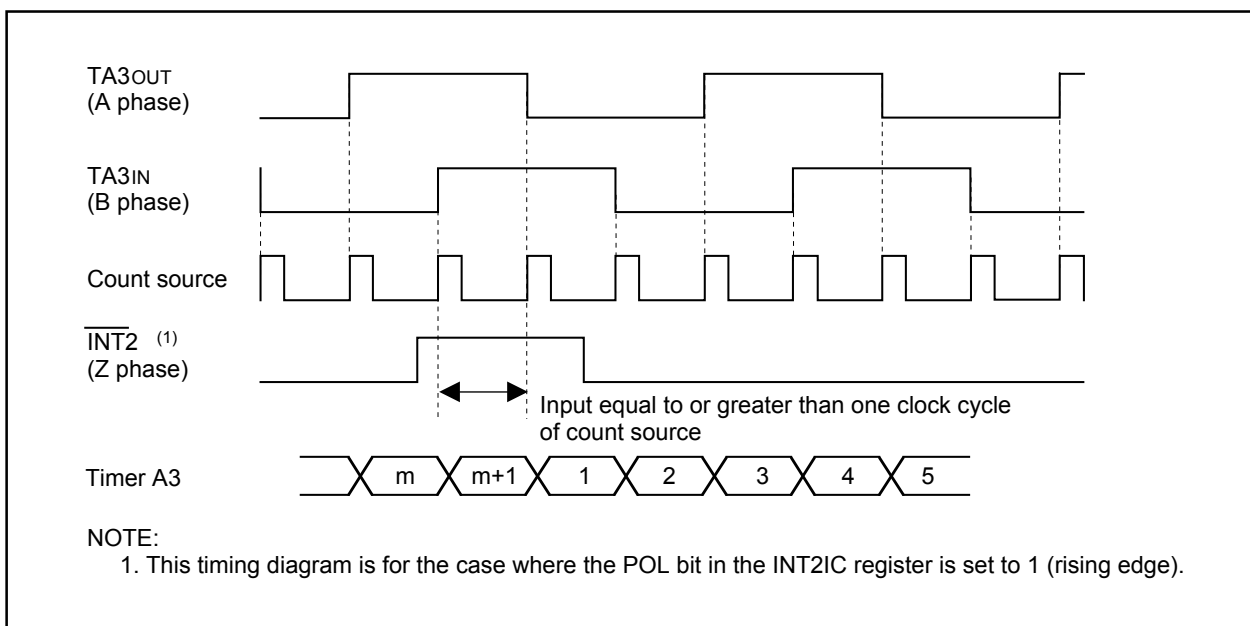 TA3OUT
(A phase)
TA3IN
(B phase)
Count source
INT2 (1)
(Z phase)
Input equal to or greater than one clock cycle
of count source
Timer A3 m m+1 1 2 3 4 5
NOTE:
1. This timing diagram is for the case where the POL bit in the INT2IC register is set to 1 (rising edge).